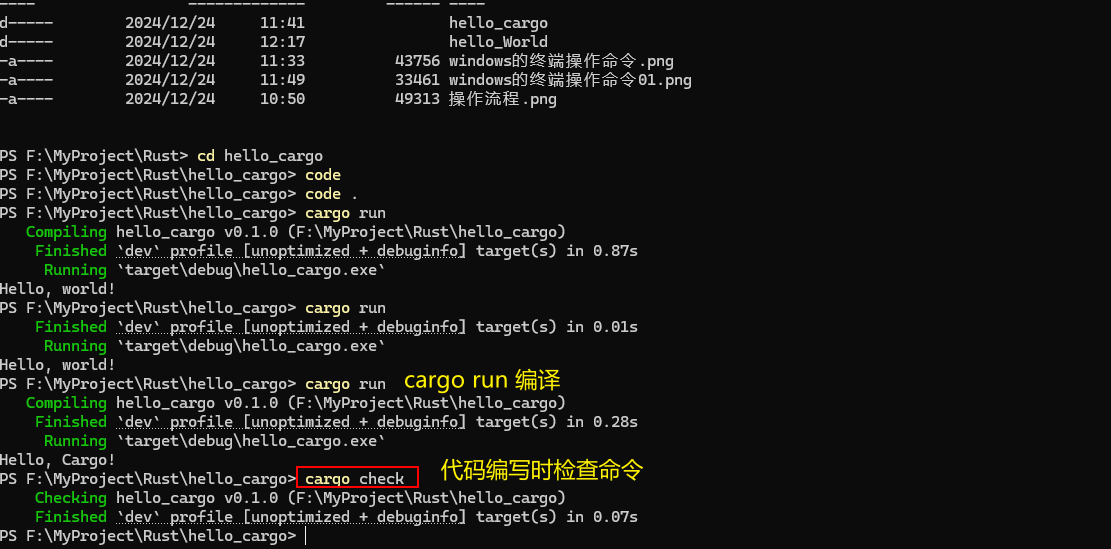 ---- ------------- ------ ----
d----- 2024/12/24 11:41 hello_cargo
d----- 2024/12/24 12:17 hello_World
-a---- 2024/12/24 11:33 43756 windows的终端操作命令.png
-a---- 2024/12/24 11:49 33461 windows的终端操作命令01.png
-a---- 2024/12/24 10:50 49313 操作流程.png
PS F:\MyProject\Rust> cd hello_cargo
PS F:\MyProject\Rust\hello_cargo> code
PS F:\MyProject\Rust\hello_cargo> code .
PS F:\MyProject\Rust\hello_cargo> cargo run
Compiling hello_cargo v0.1.0 (F:\MyProject\Rust\hello_cargo)
Finished `dev` profile [unoptimized + debuginfo] target(s) in 0.87s
Running `target\debug\hello_cargo.exe`
Hello, world!
PS F:\MyProject\Rust\hello_cargo> cargo run
Finished `dev` profile [unoptimized + debuginfo] target(s) in 0.01s
Running `target\debug\hello_cargo.exe`
Hello, world!
PS F:\MyProject\Rust\hello_cargo> cargo run cargo run 编译
Compiling hello_cargo v0.1.0 (F:\MyProject\Rust\hello_cargo)
Finished `dev` profile [unoptimized + debuginfo] target(s) in 0.28s
Running `target\debug\hello_cargo.exe`
Hello, Cargo!
PS F:\MyProject\Rust\hello_cargo> cargo check 代码编写时检查命令
Checking hello_cargo v0.1.0 (F:\MyProject\Rust\hello_cargo)
Finished `dev` profile [unoptimized + debuginfo] target(s) in 0.07s
PS F:\MyProject\Rust\hello_cargo>